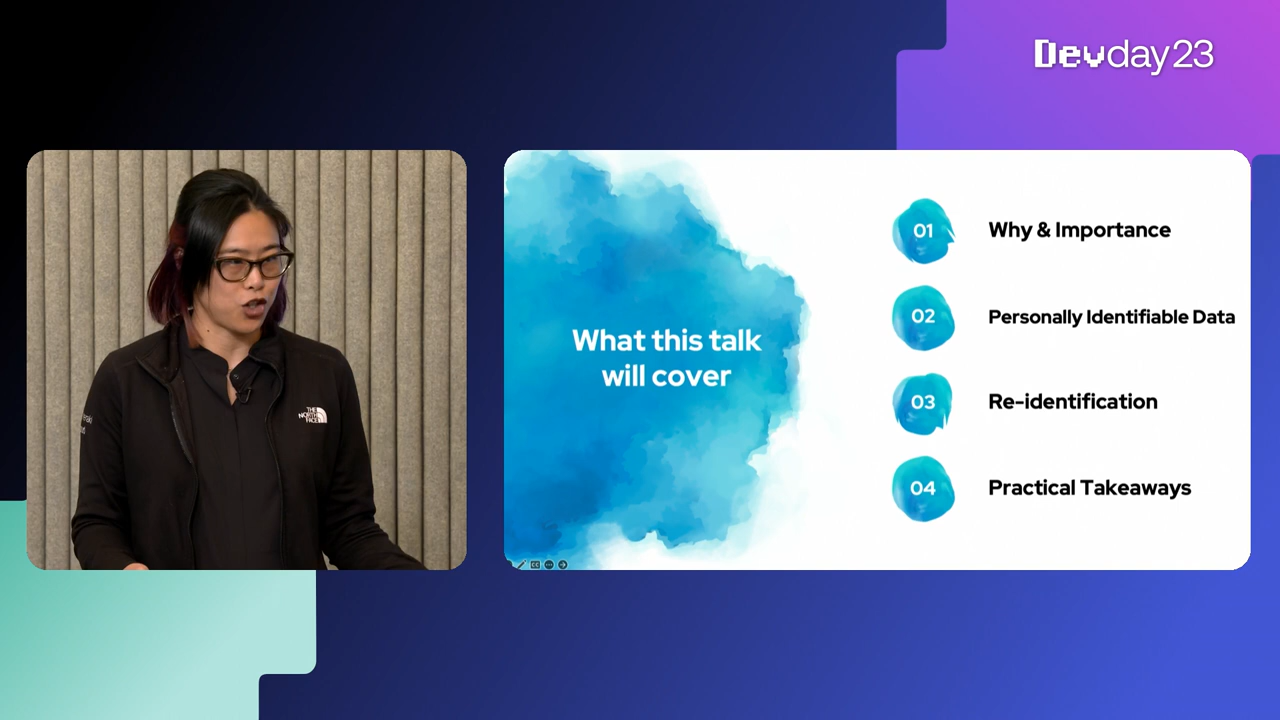 Devday23
THE
NORTH
FACE
What this talk
will cover
01
Why & Importance
02
Personally Identifiable Data
03
Re-identification
04
Practical Takeaways